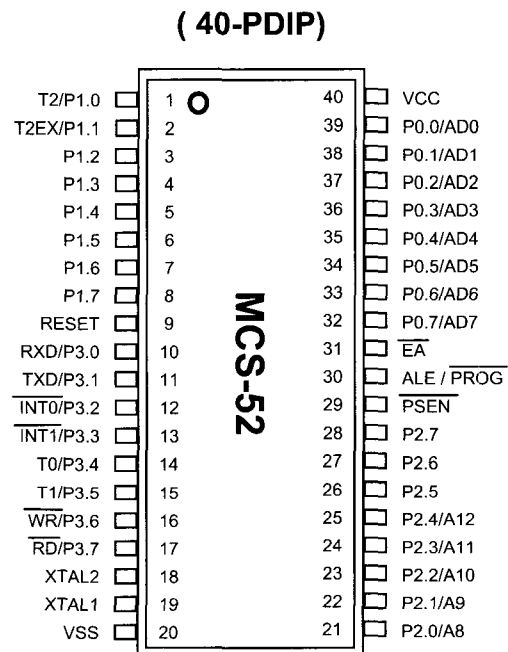 ( 40-PDIP)
T2/P1.0 1 40 VCC
T2EX/P1.1 2 39 P0.0/AD0
P1.2 3 38 P0.1/AD1
P1.3 4 37 P0.2/AD2
P1.4 5 36 P0.3/AD3
P1.5 6 35 P0.4/AD4
P1.6 7 34 P0.5/AD5
P1.7 8 33 P0.6/AD6
RESET 9 32 P0.7/AD7
RXD/P3.0 10 31 E̅A̅
TXD/P3.1 11 30 ALE / P̅R̅O̅G̅
I̅N̅T̅0̅/P3.2 12 29 P̅S̅E̅N̅
I̅N̅T̅1̅/P3.3 13 28 P2.7
T0/P3.4 14 27 P2.6
T1/P3.5 15 26 P2.5
W̅R̅/P3.6 16 25 P2.4/A12
R̅D̅/P3.7 17 24 P2.3/A11
XTAL2 18 23 P2.2/A10
XTAL1 19 22 P2.1/A9
VSS 20 21 P2.0/A8
MCS-52